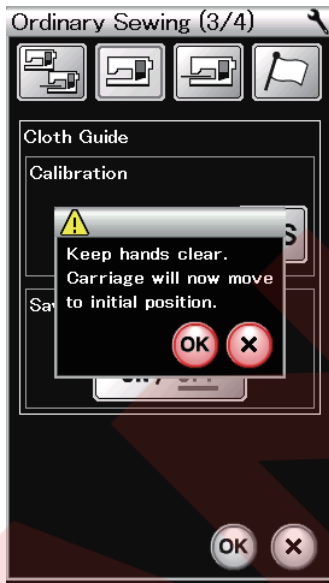 Ordinary Sewing (3/4)
Cloth Guide
Calibration
Keep hands clear.
Carriage will now move
to initial position.
OK
OK